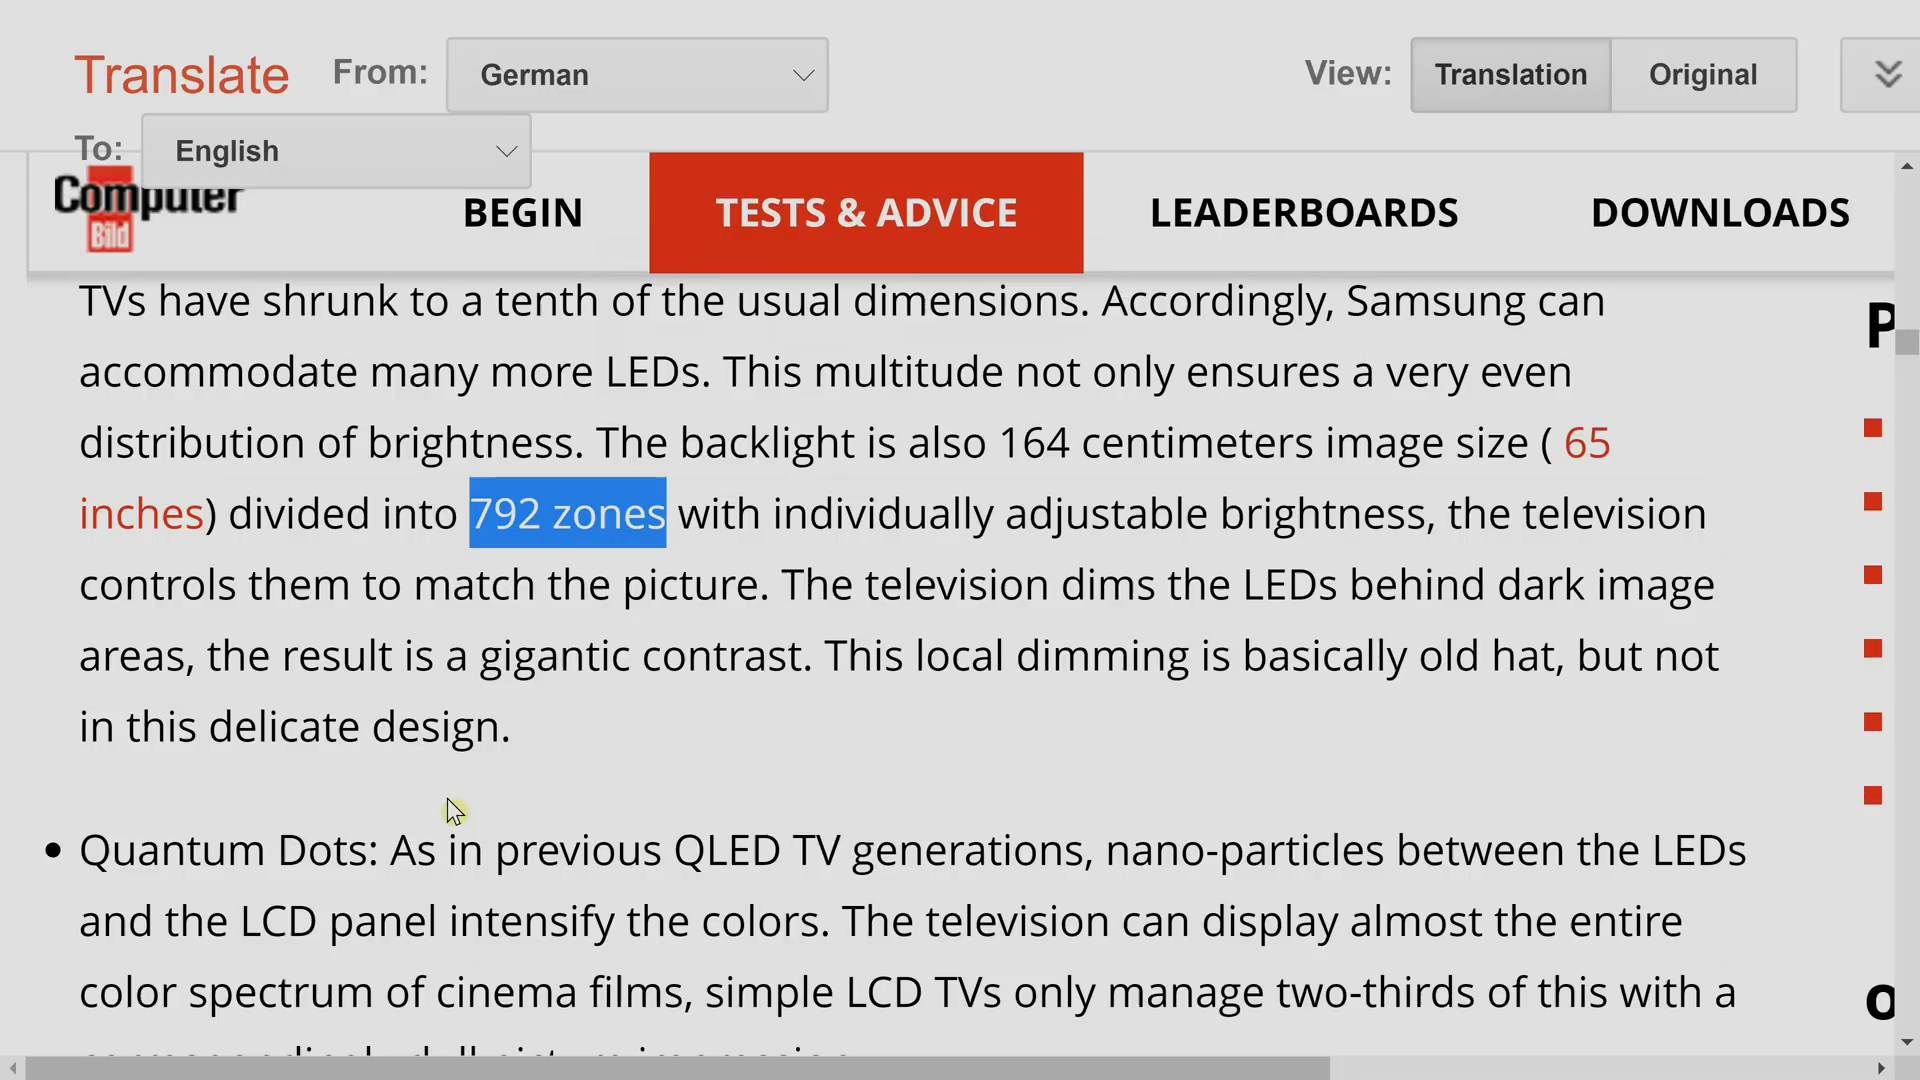 Translate From: German View: Translation Original
To: English
Computer
Bild
BEGIN TESTS & ADVICE LEADERBOARDS DOWNLOADS
TVs have shrunk to a tenth of the usual dimensions. Accordingly, Samsung can
accommodate many more LEDs. This multitude not only ensures a very even
distribution of brightness. The backlight is also 164 centimeters image size ( 65
inches) divided into 792 zones with individually adjustable brightness, the television
controls them to match the picture. The television dims the LEDs behind dark image
areas, the result is a gigantic contrast. This local dimming is basically old hat, but not
in this delicate design.
• Quantum Dots: As in previous QLED TV generations, nano-particles between the LEDs
and the LCD panel intensify the colors. The television can display almost the entire
color spectrum of cinema films, simple LCD TVs only manage two-thirds of this with a